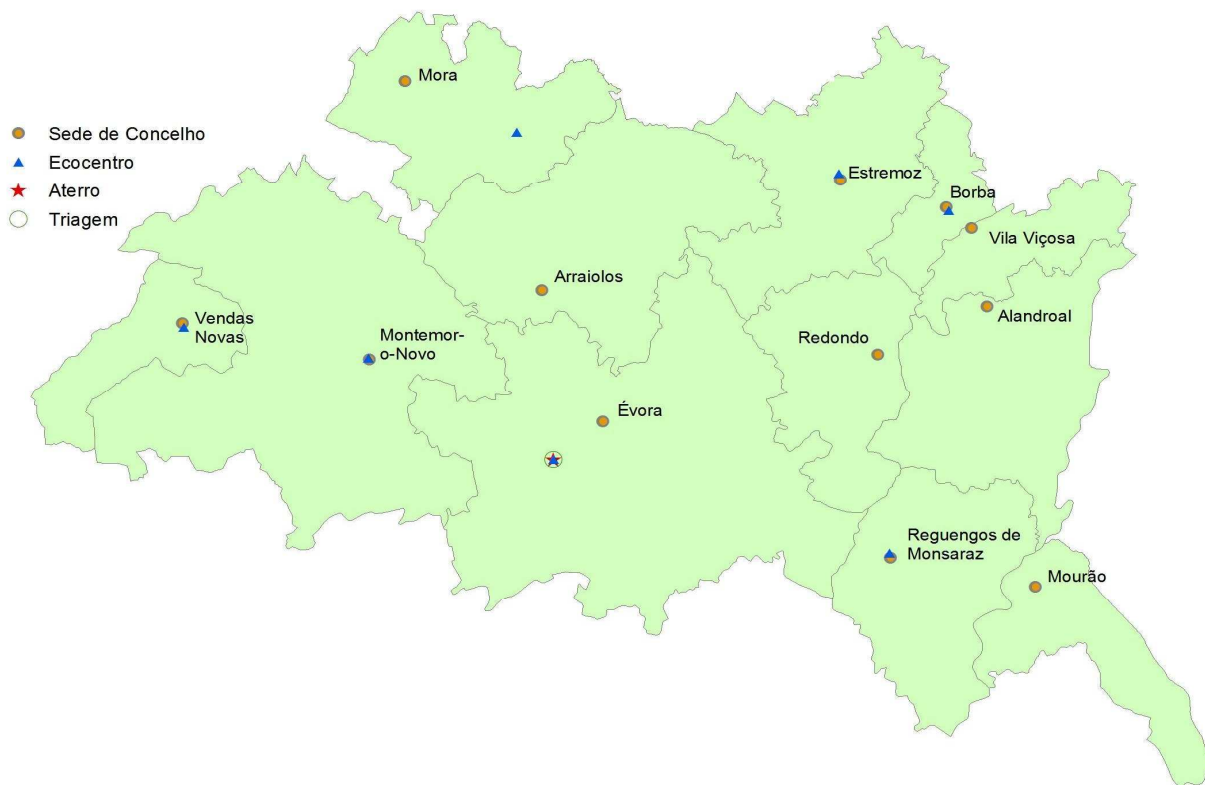 Sede de Concelho
Ecocentro
Aterro
Triagem
Mora
Estremoz
Borba
Vila Viçosa
Arraiolos
Alandroal
Vendas
Novas
Montemor-
o-Novo
Redondo
Évora
Reguengos de
Monsaraz
Mourão